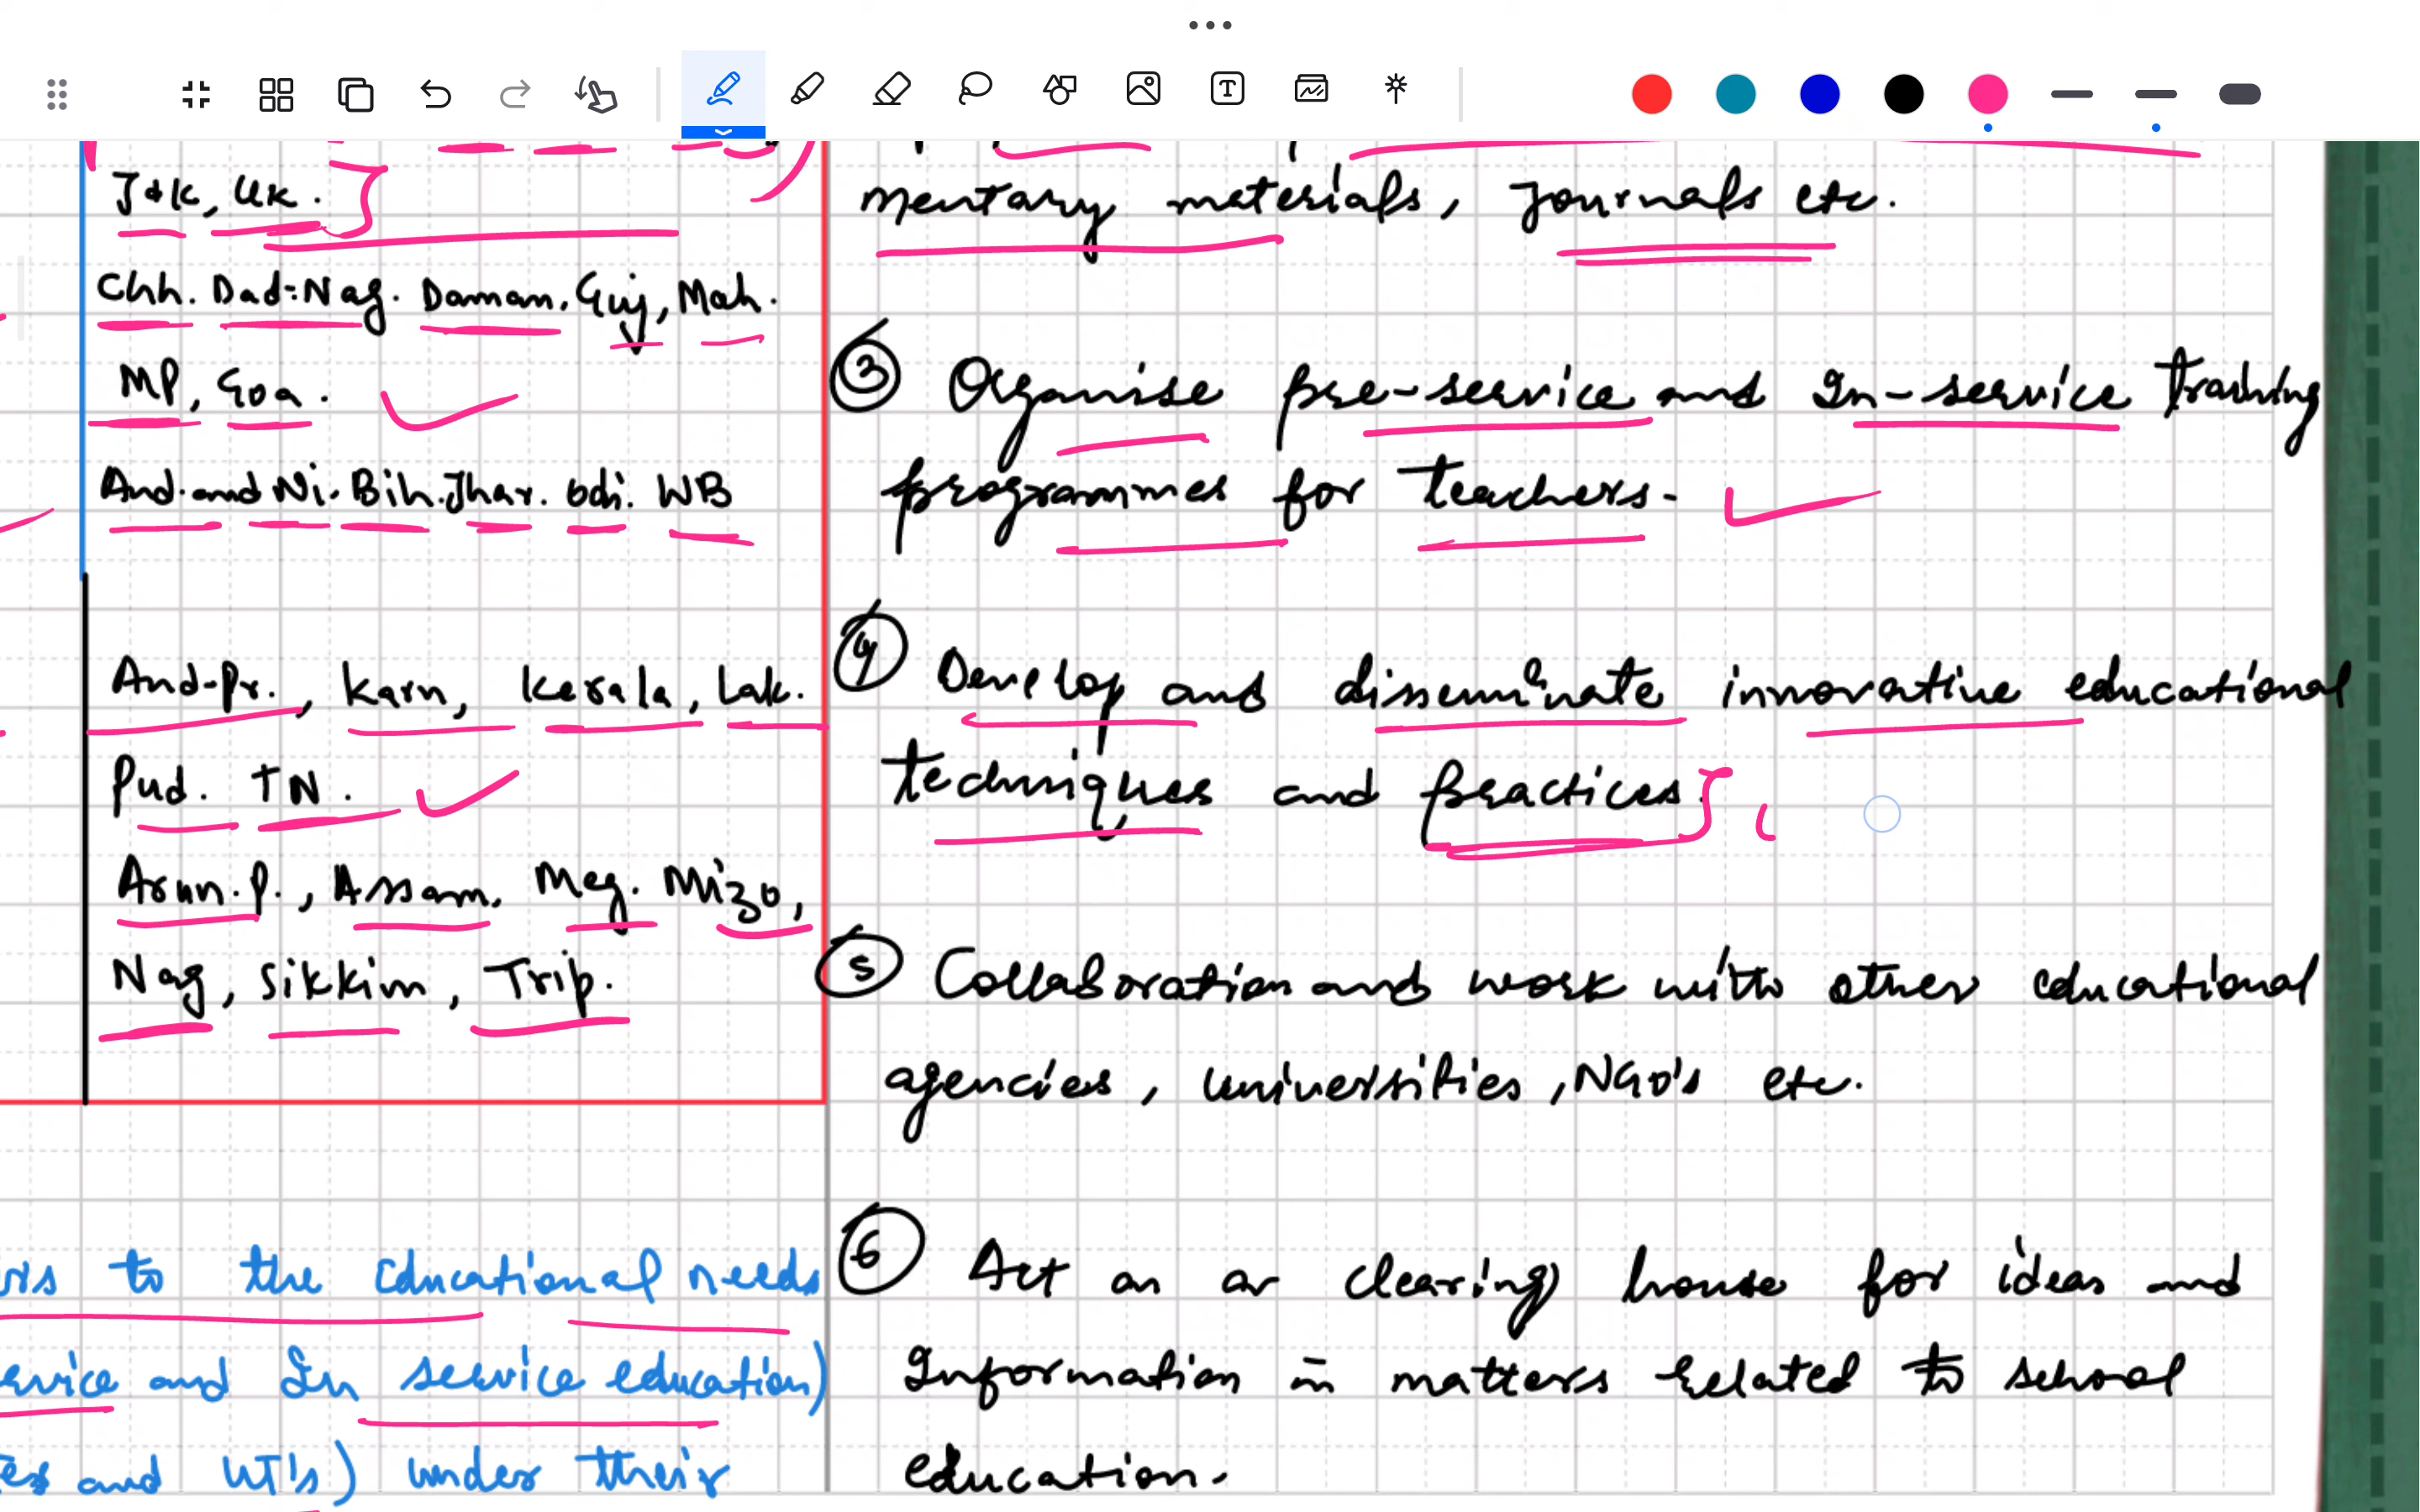 J&K, UK.
Chh. Dad:Nag. Daman. Guj, Mah.
MP, Goa.
And.and Ni. Bih. Jhar. Odi. WB
And-Pr., Karn, Kerala, Lak.
Pud. TN.
Arun.P., Assam, Meg. Mizo,
Nag, Sikkim, Trip.
to the Educational needs
and In service education)
and UT's) under their
mentary materials, Journals etc.
③ Organise pre-service and In-service training
programmes for teachers-
④ Develop and disseminate innovative educational
techniques and practices.
⑤ Collaboration and work with other educational
agencies, universities, NGO's etc.
⑥ Act as a clearing house for ideas and
Information in matters related to school
education.